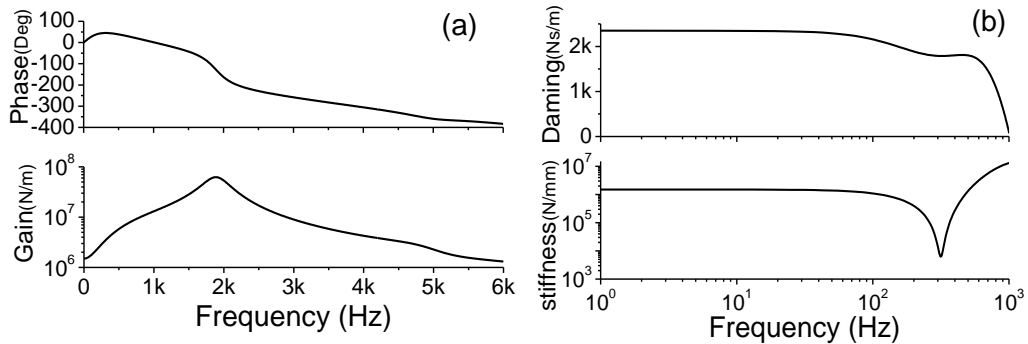 100
0
-100
-200
-300
-400
Phase(Deg)
(a)
10^8
10^7
10^6
Gain(N/m)
0 1k 2k 3k 4k 5k 6k
Frequency (Hz)
2k
1k
0
Daming(Ns/m)
(b)
10^7
10^5
10^3
stiffness(N/mm)
10^0 10^1 10^2 10^3
Frequency (Hz)